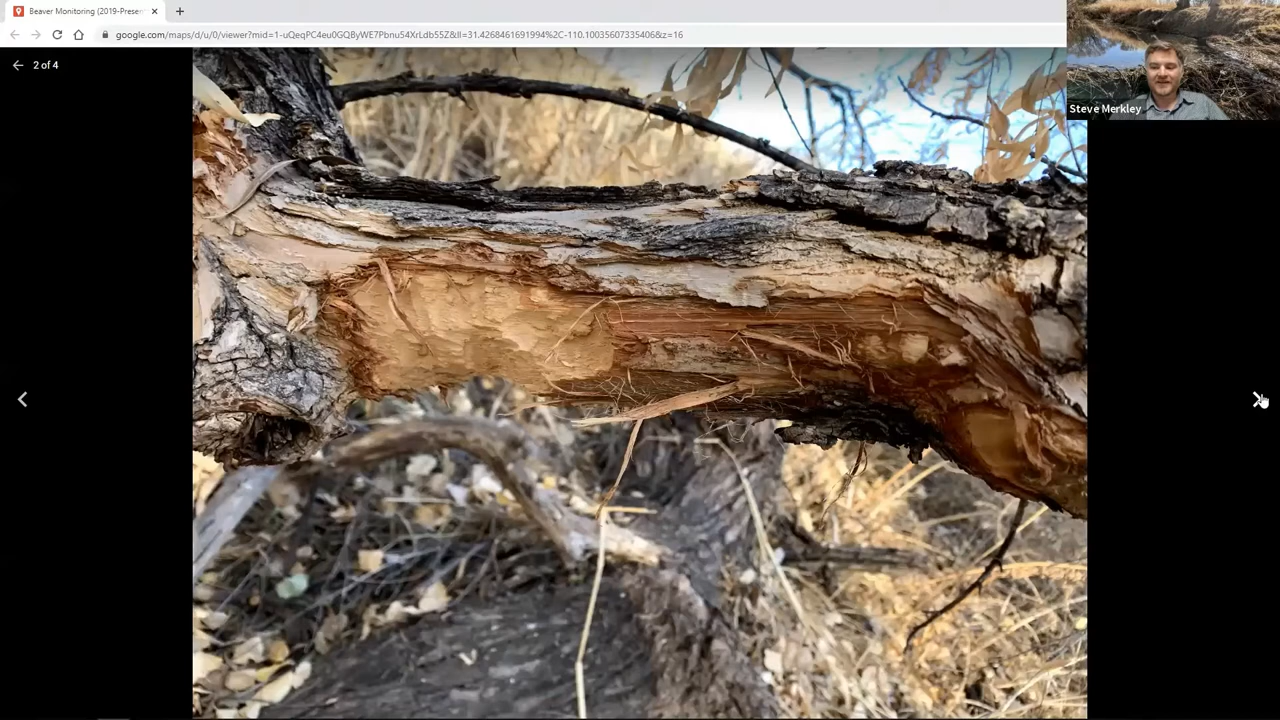 Beaver Monitoring (2019-Presen
google.com/maps/d/u/0/viewer?mid=1-uQeqPC4eu0GQByWE7Pbnu54XrLdbS5Z&ll=31.4268461691994%2C-110.10035607335406&z=16
2 of 4
Steve Merkley